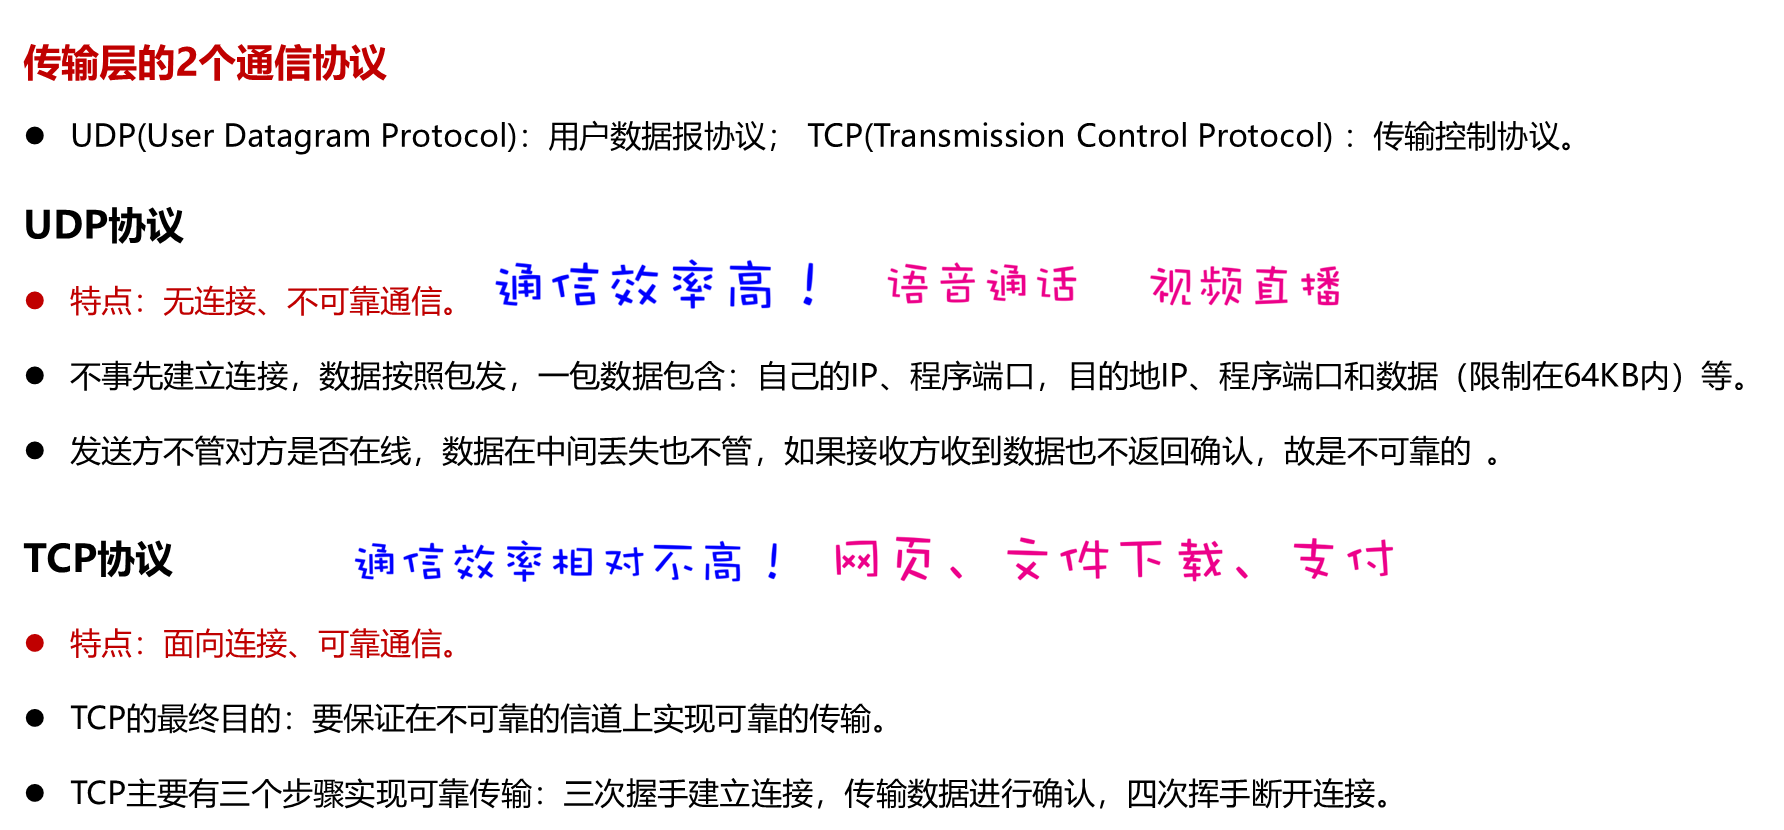 传输层的2个通信协议
● UDP(User Datagram Protocol)：用户数据报协议； TCP(Transmission Control Protocol) ：传输控制协议。
UDP协议
● 特点：无连接、不可靠通信。 通信效率高！ 语音通话 视频直播
● 不事先建立连接，数据按照包发，一包数据包含：自己的IP、程序端口，目的地IP、程序端口和数据（限制在64KB内）等。
● 发送方不管对方是否在线，数据在中间丢失也不管，如果接收方收到数据也不返回确认，故是不可靠的 。
TCP协议 通信效率相对不高！ 网页、文件下载、支付
● 特点：面向连接、可靠通信。
● TCP的最终目的：要保证在不可靠的信道上实现可靠的传输。
● TCP主要有三个步骤实现可靠传输：三次握手建立连接，传输数据进行确认，四次挥手断开连接。